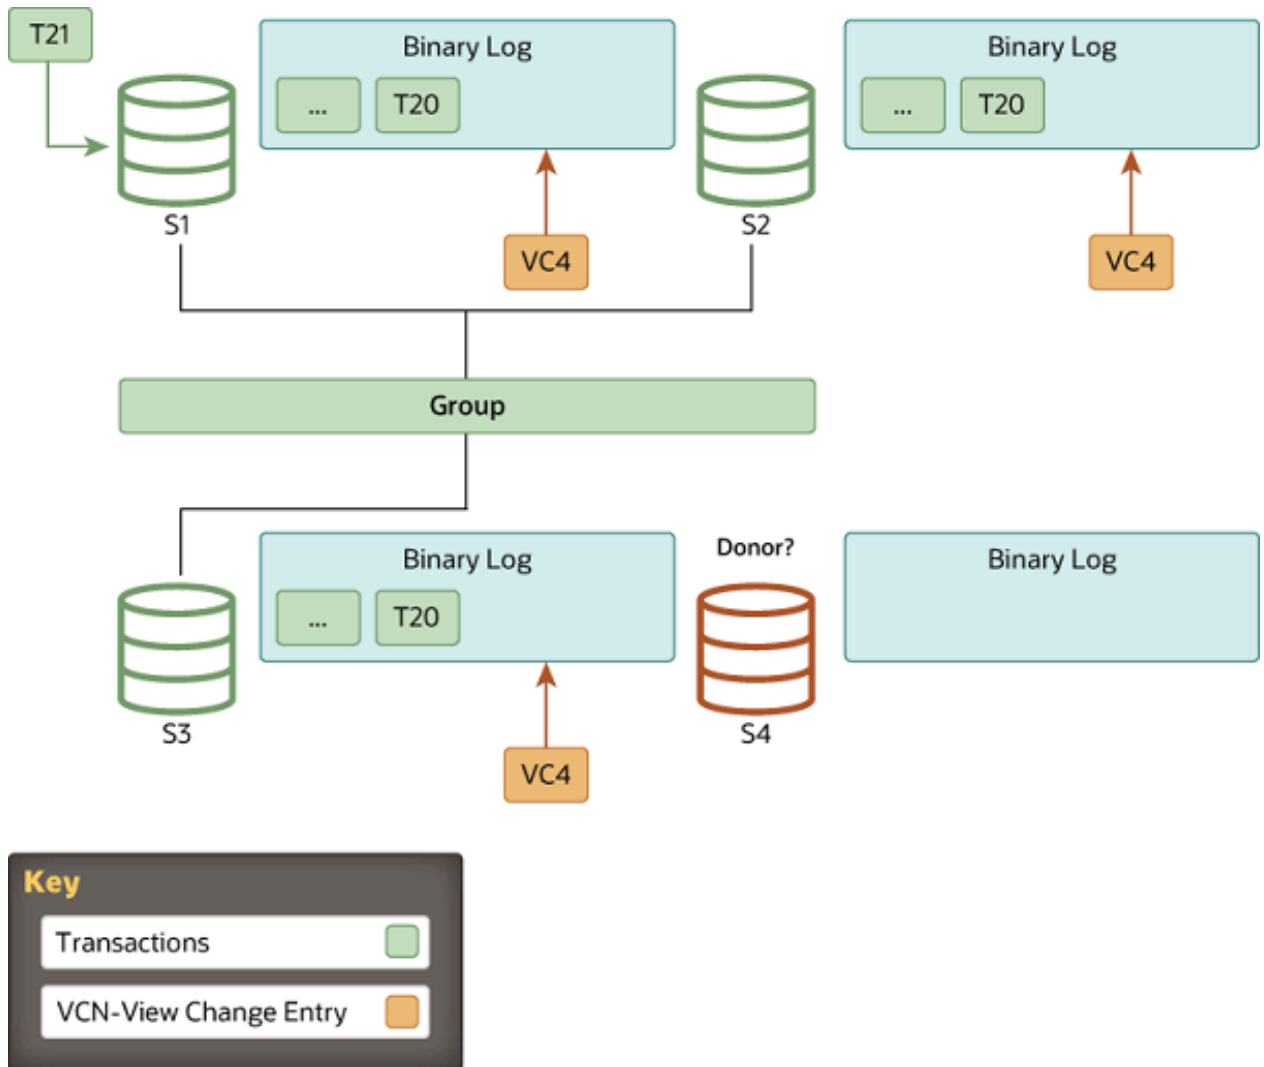 T21
Binary Log
...
T20
S1
VC4
Binary Log
...
T20
S2
VC4
Group
Binary Log
...
T20
S3
VC4
Donor?
S4
Binary Log
Key
Transactions
VCN-View Change Entry